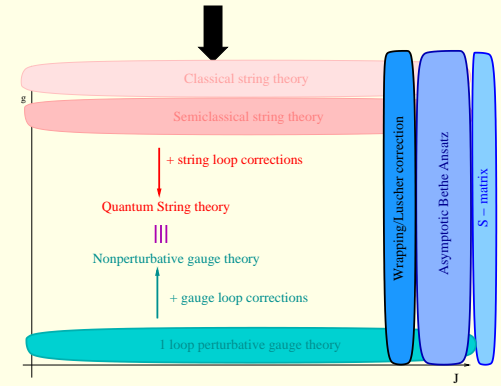 Classical string theory
g
Semiclassical string theory
+ string loop corrections
Quantum String theory
Nonperturbative gauge theory
+ gauge loop corrections
1 loop perturbative gauge theory
Wrapping/Luscher correction
Asymptotic Bethe Ansatz
S − matrix
J